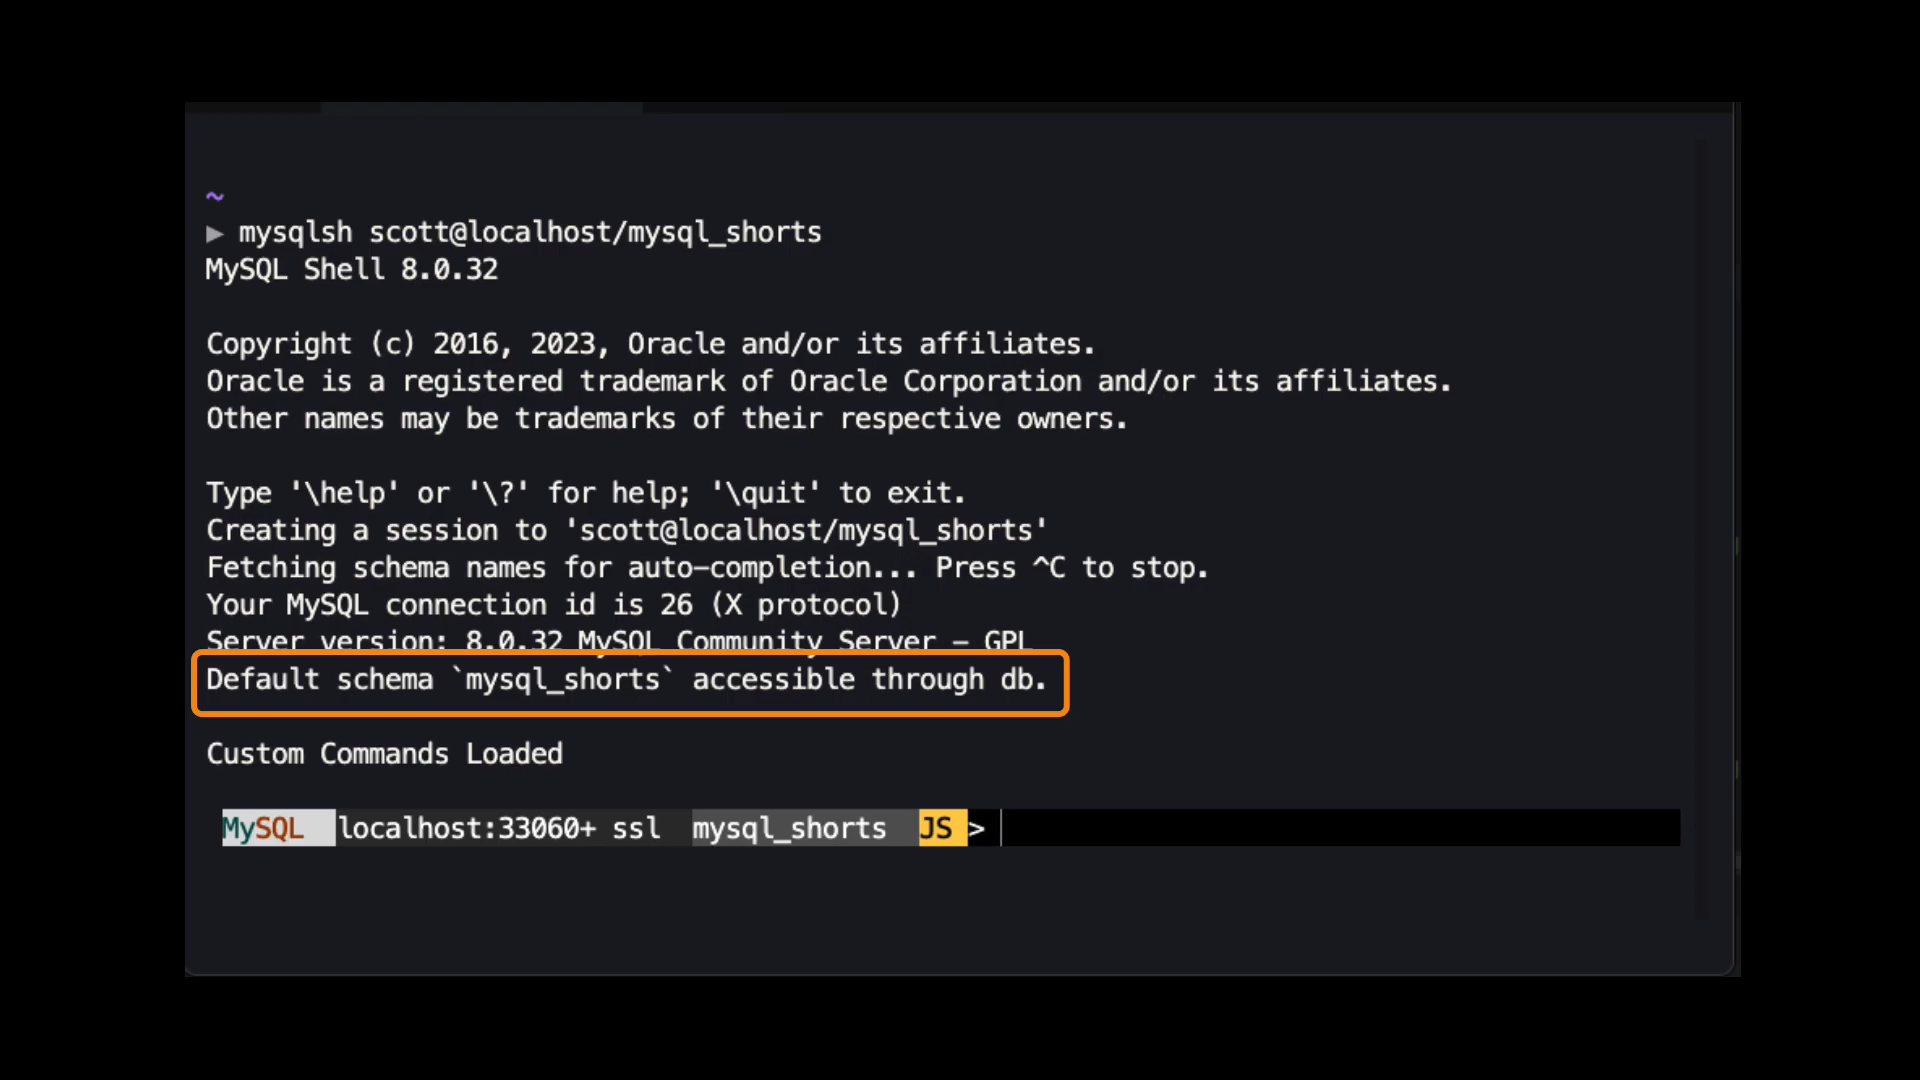 ~
▶ mysqlsh scott@localhost/mysql_shorts
MySQL Shell 8.0.32
Copyright (c) 2016, 2023, Oracle and/or its affiliates.
Oracle is a registered trademark of Oracle Corporation and/or its affiliates.
Other names may be trademarks of their respective owners.
Type '\help' or '\?' for help; '\quit' to exit.
Creating a session to 'scott@localhost/mysql_shorts'
Fetching schema names for auto-completion... Press ^C to stop.
Your MySQL connection id is 26 (X protocol)
Server version: 8.0.32 MySQL Community Server - GPL
Default schema `mysql_shorts` accessible through db.
Custom Commands Loaded
MySQL localhost:33060+ ssl mysql_shorts JS >